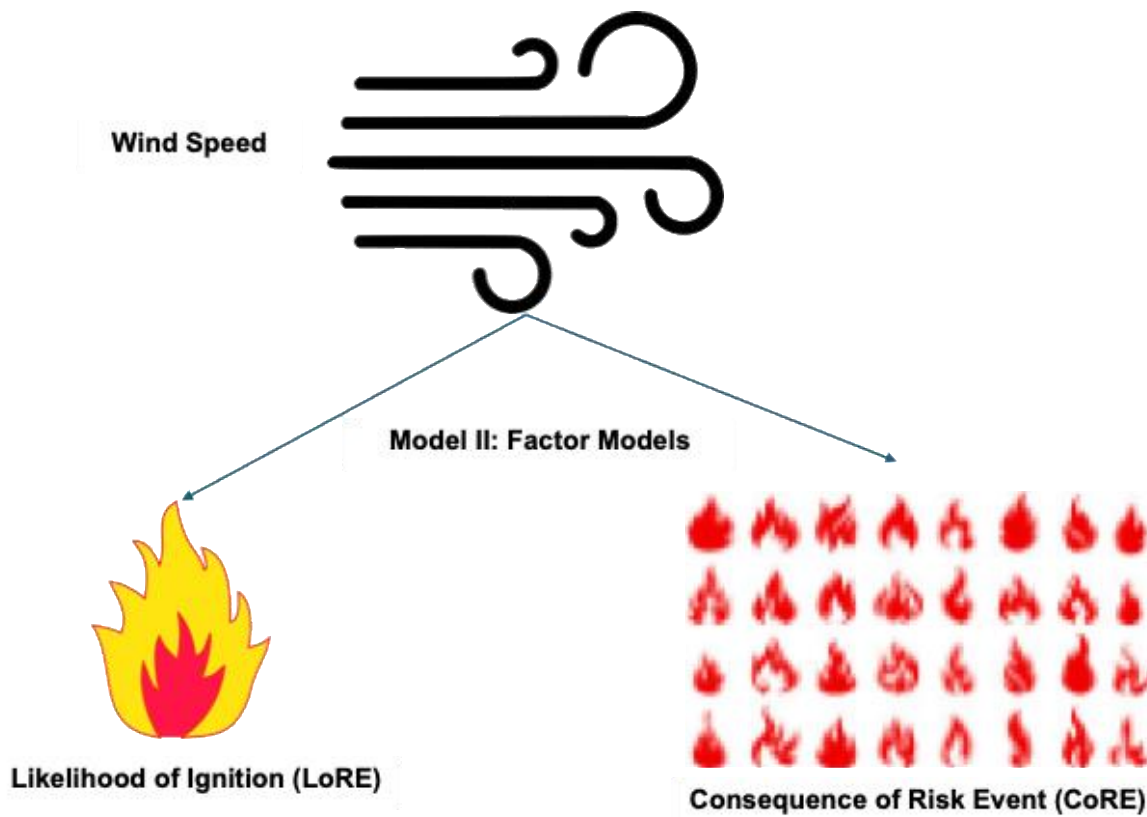 Wind Speed
Model II: Factor Models
Likelihood of Ignition (LoRE)
Consequence of Risk Event (CoRE)